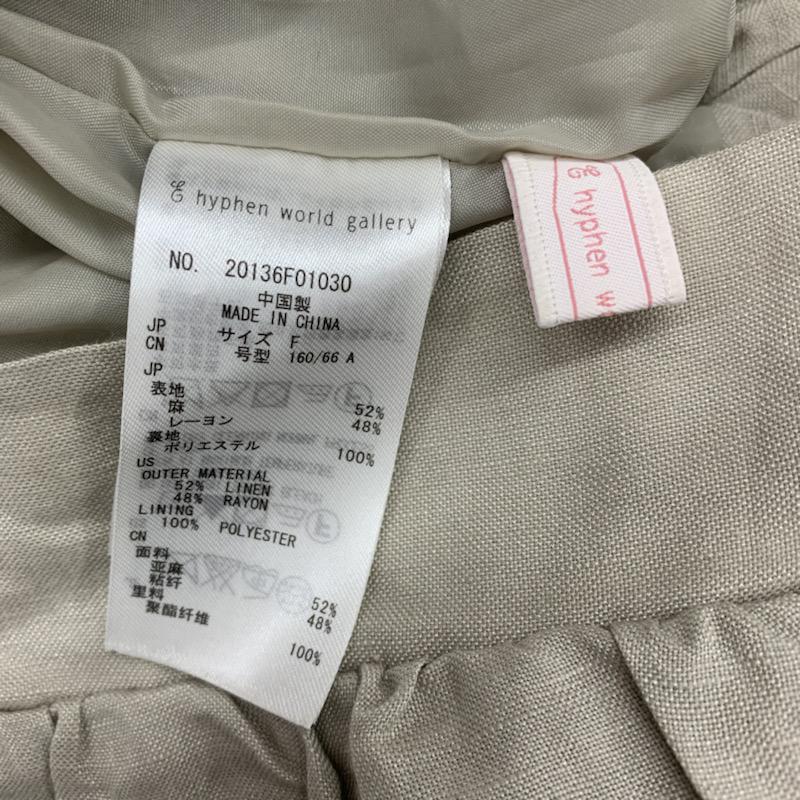 hyphen world gallery
NO. 20136F01030
中国製
MADE IN CHINA
JP サイズ F
CN 号型 160/66 A
JP
表地
麻 52%
レーヨン 48%
裏地
ポリエステル 100%
US
OUTER MATERIAL
52% LINEN
48% RAYON
LINING
100% POLYESTER
CN
面料
亚麻 52%
粘纤 48%
里料
聚酯纤维 100%
hyphen wo